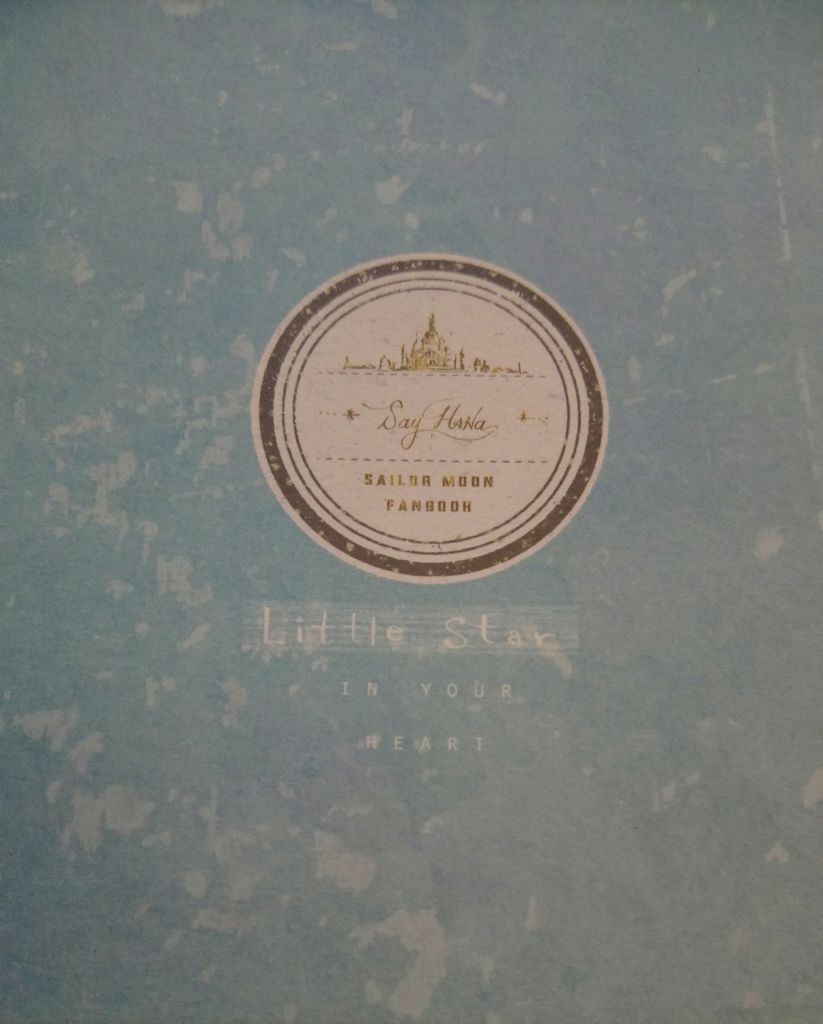 Say Hana
SAILOR MOON
FANBOOK
Little Star
IN YOUR
HEART